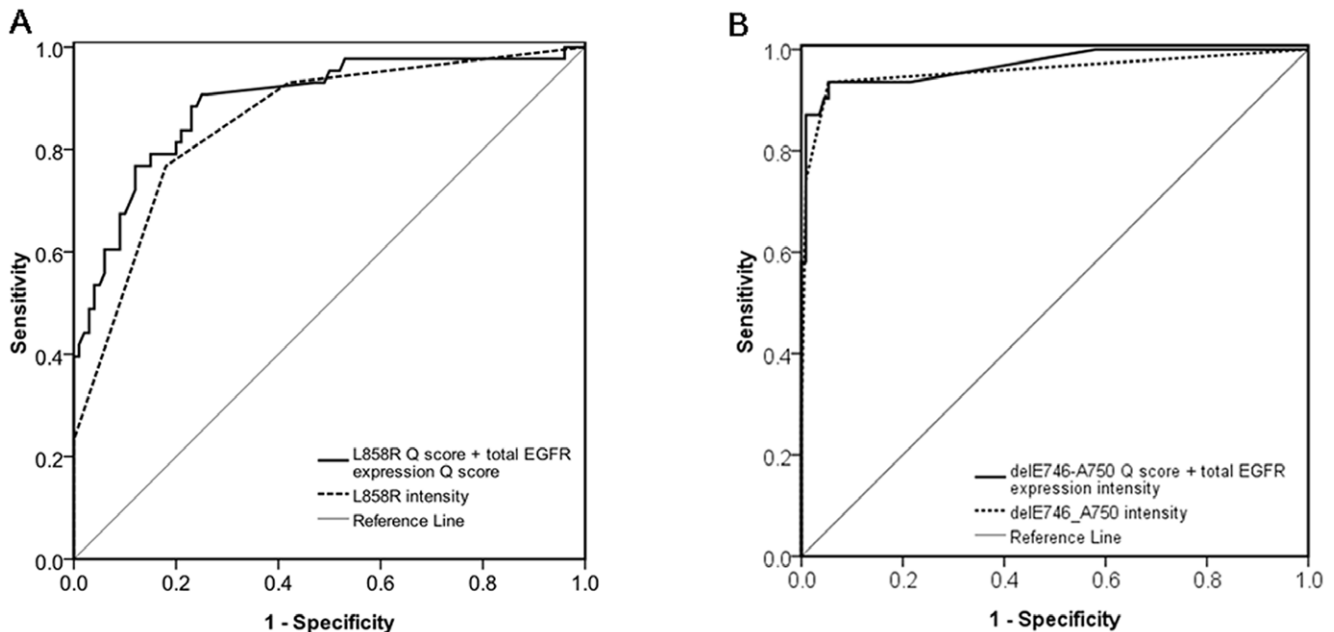 A
1.0
0.8
0.6
0.4
0.2
0.0
Sensitivity
L858R Q score + total EGFR
expression Q score
L858R intensity
Reference Line
0.0 0.2 0.4 0.6 0.8 1.0
1 - Specificity
B
1.0
0.8
0.6
0.4
0.2
0.0
Sensitivity
delE746-A750 Q score + total EGFR
expression intensity
delE746_A750 intensity
Reference Line
0.0 0.2 0.4 0.6 0.8 1.0
1 - Specificity